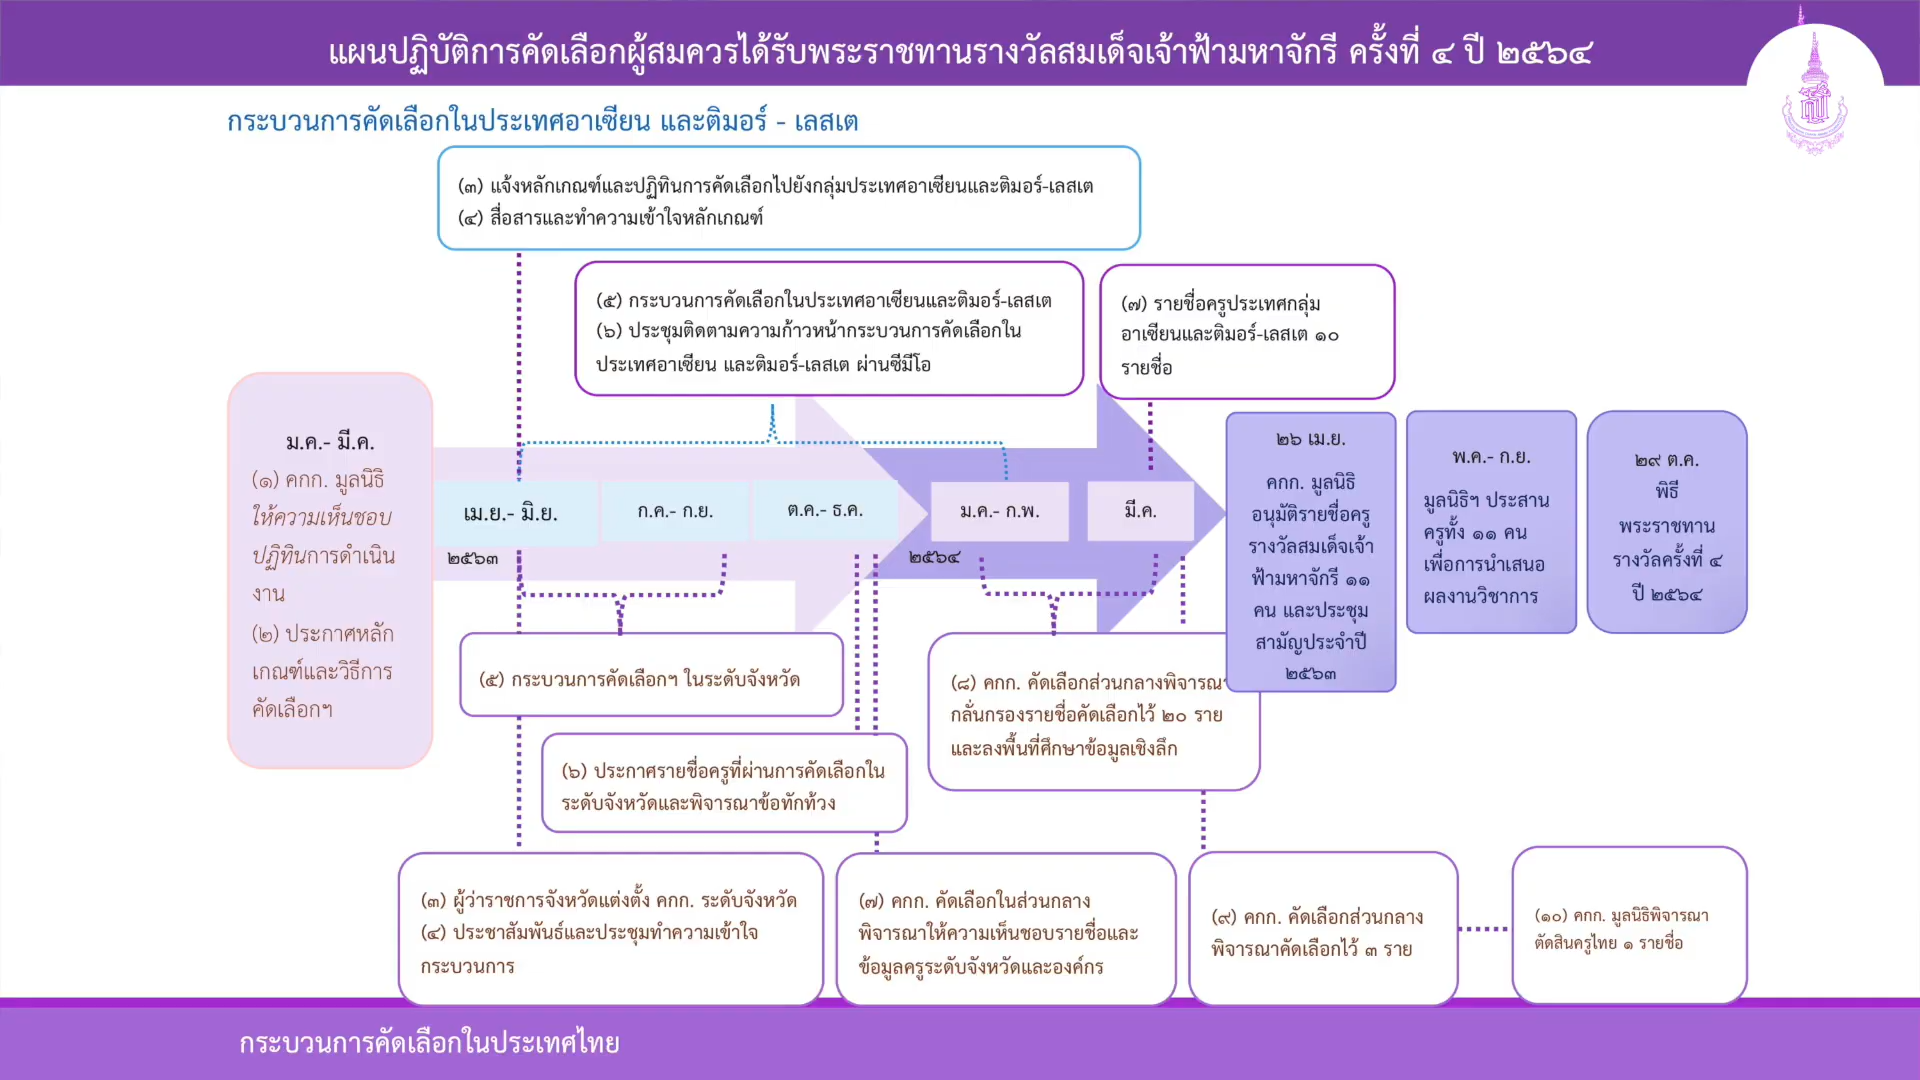 แผนปฏิบัติการคัดเลือกผู้สมควรได้รับพระราชทานรางวัลสมเด็จเจ้าฟ้ามหาจักรี ครั้งที่ ๔ ปี ๒๕๖๔
กระบวนการคัดเลือกในประเทศอาเซียน และติมอร์ - เลสเต
(๓) แจ้งหลักเกณฑ์และปฏิทินการคัดเลือกไปยังกลุ่มประเทศอาเซียนและติมอร์-เลสเต
(๔) สื่อสารและทำความเข้าใจหลักเกณฑ์
(๕) กระบวนการคัดเลือกในประเทศอาเซียนและติมอร์-เลสเต
(๖) ประชุมติดตามความก้าวหน้ากระบวนการคัดเลือกใน
ประเทศอาเซียน และติมอร์-เลสเต ผ่านซีมีโอ
(๗) รายชื่อครูประเทศกลุ่ม
อาเซียนและติมอร์-เลสเต ๑๐
รายชื่อ
ม.ค.- มี.ค.
(๑) คกก. มูลนิธิ
ให้ความเห็นชอบ
ปฏิทินการดำเนิน
งาน
(๒) ประกาศหลัก
เกณฑ์และวิธีการ
คัดเลือกฯ
เม.ย.- มิ.ย.
ก.ค.- ก.ย.
ต.ค.- ธ.ค.
๒๕๖๓
ม.ค.- ก.พ.
มี.ค.
๒๕๖๔
๒๖ เม.ย.
คกก. มูลนิธิ
อนุมัติรายชื่อครู
รางวัลสมเด็จเจ้า
ฟ้ามหาจักรี ๑๑
คน และประชุม
สามัญประจำปี
๒๕๖๓
พ.ค.- ก.ย.
มูลนิธิฯ ประสาน
ครูทั้ง ๑๑ คน
เพื่อการนำเสนอ
ผลงานวิชาการ
๒๙ ต.ค.
พิธี
พระราชทาน
รางวัลครั้งที่ ๔
ปี ๒๕๖๔
(๕) กระบวนการคัดเลือกฯ ในระดับจังหวัด
(๖) ประกาศรายชื่อครูที่ผ่านการคัดเลือกใน
ระดับจังหวัดและพิจารณาข้อทักท้วง
(๘) คกก. คัดเลือกส่วนกลางพิจารณา
กลั่นกรองรายชื่อคัดเลือกไว้ ๒๐ ราย
และลงพื้นที่ศึกษาข้อมูลเชิงลึก
(๓) ผู้ว่าราชการจังหวัดแต่งตั้ง คกก. ระดับจังหวัด
(๔) ประชาสัมพันธ์และประชุมทำความเข้าใจ
กระบวนการ
(๗) คกก. คัดเลือกในส่วนกลาง
พิจารณาให้ความเห็นชอบรายชื่อและ
ข้อมูลครูระดับจังหวัดและองค์กร
(๙) คกก. คัดเลือกส่วนกลาง
พิจารณาคัดเลือกไว้ ๓ ราย
(๑๐) คกก. มูลนิธิพิจารณา
ตัดสินครูไทย ๑ รายชื่อ
กระบวนการคัดเลือกในประเทศไทย